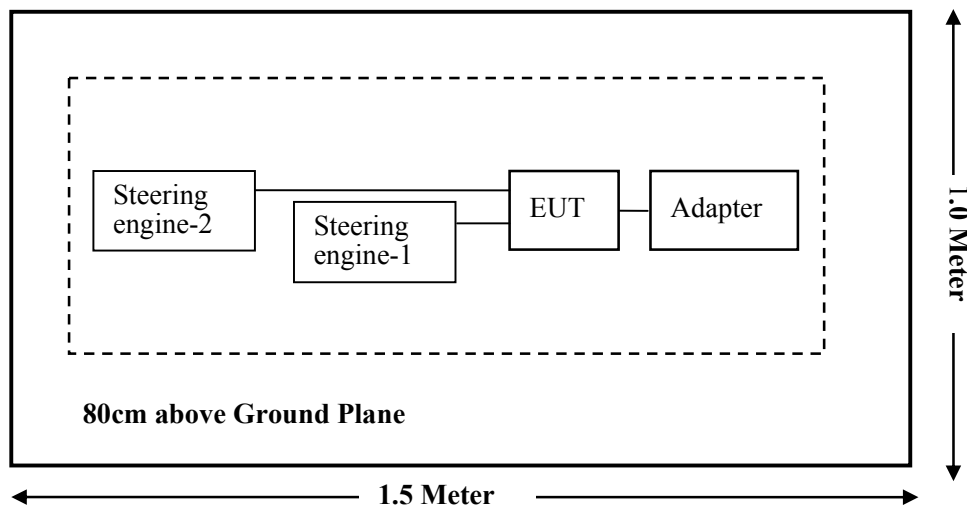 Steering
engine-2
Steering
engine-1
EUT
Adapter
80cm above Ground Plane
1.0 Meter
1.5 Meter